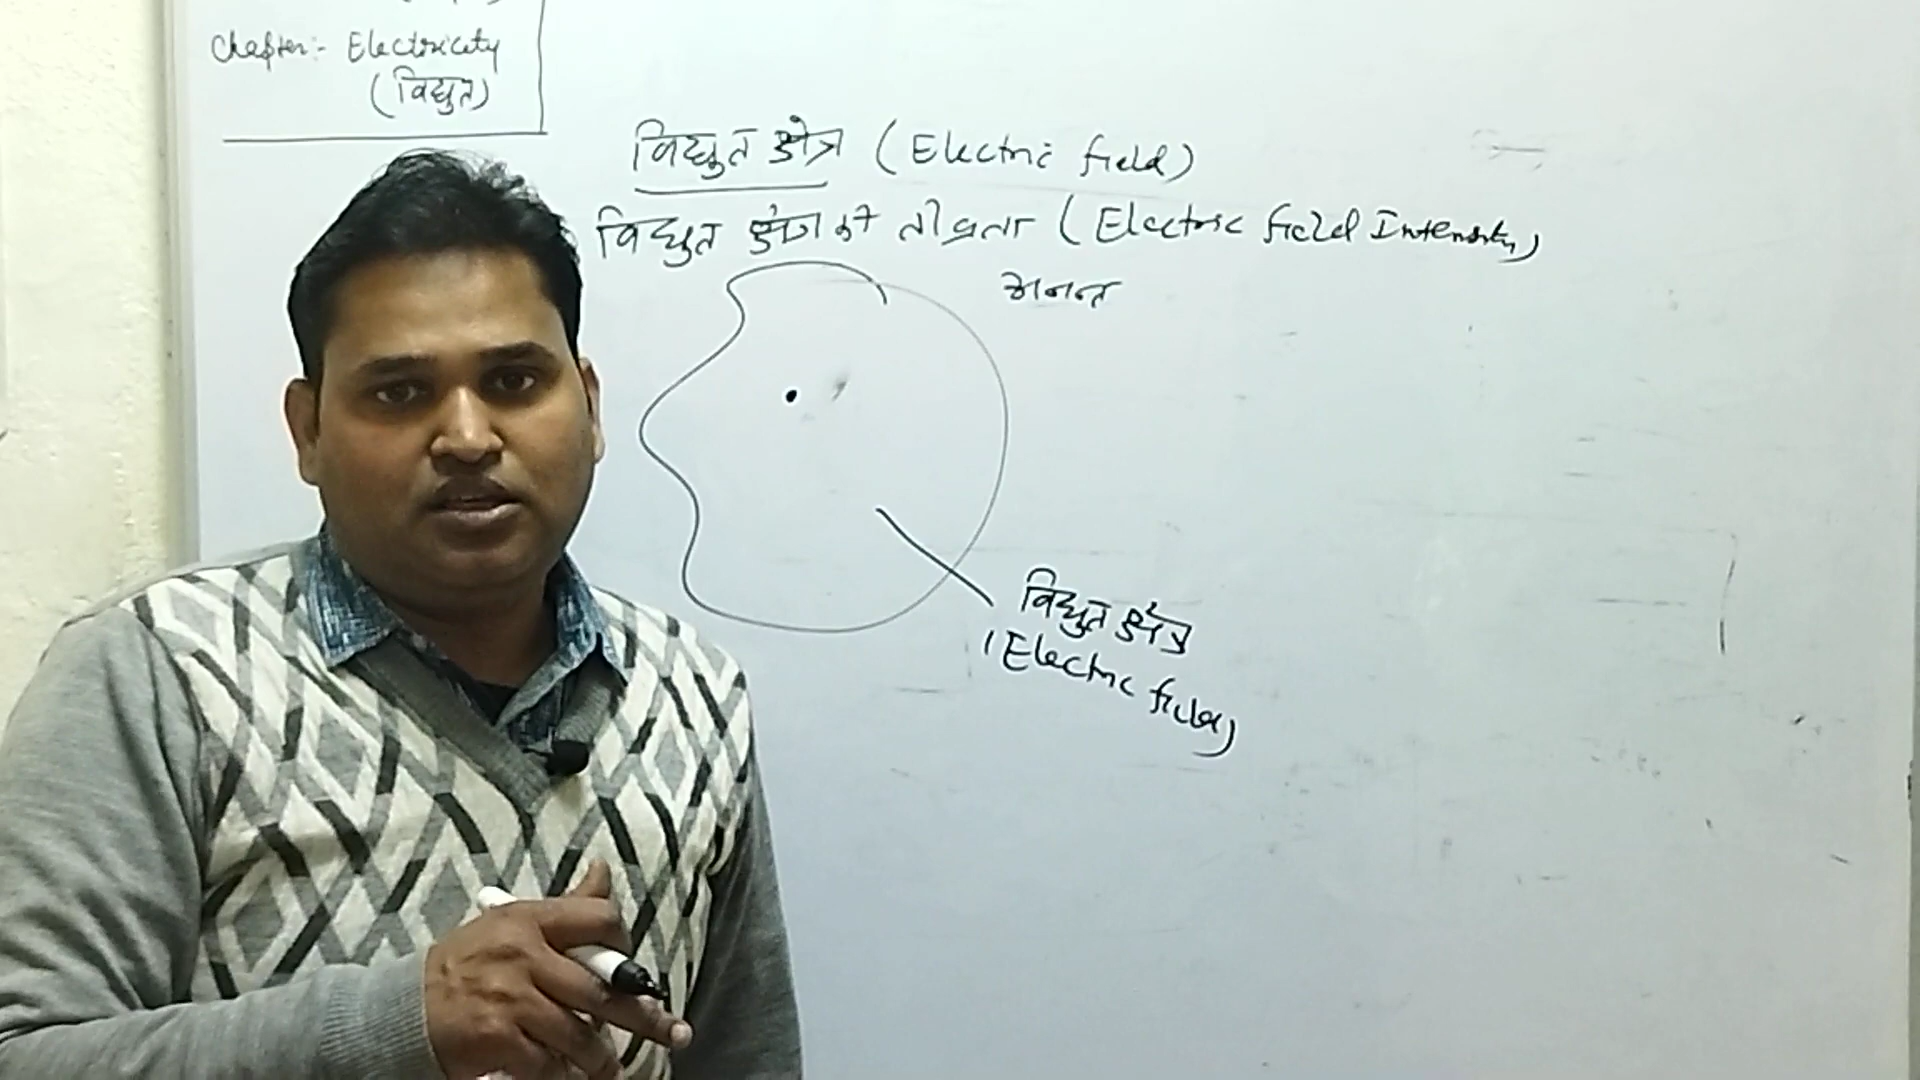 Chapter:- Electricity
(विद्युत)
विद्युत क्षेत्र (Electric field)
विद्युत क्षेत्र की तीव्रता (Electric field Intensity)
अनन्त
विद्युत क्षेत्र
(Electric field)